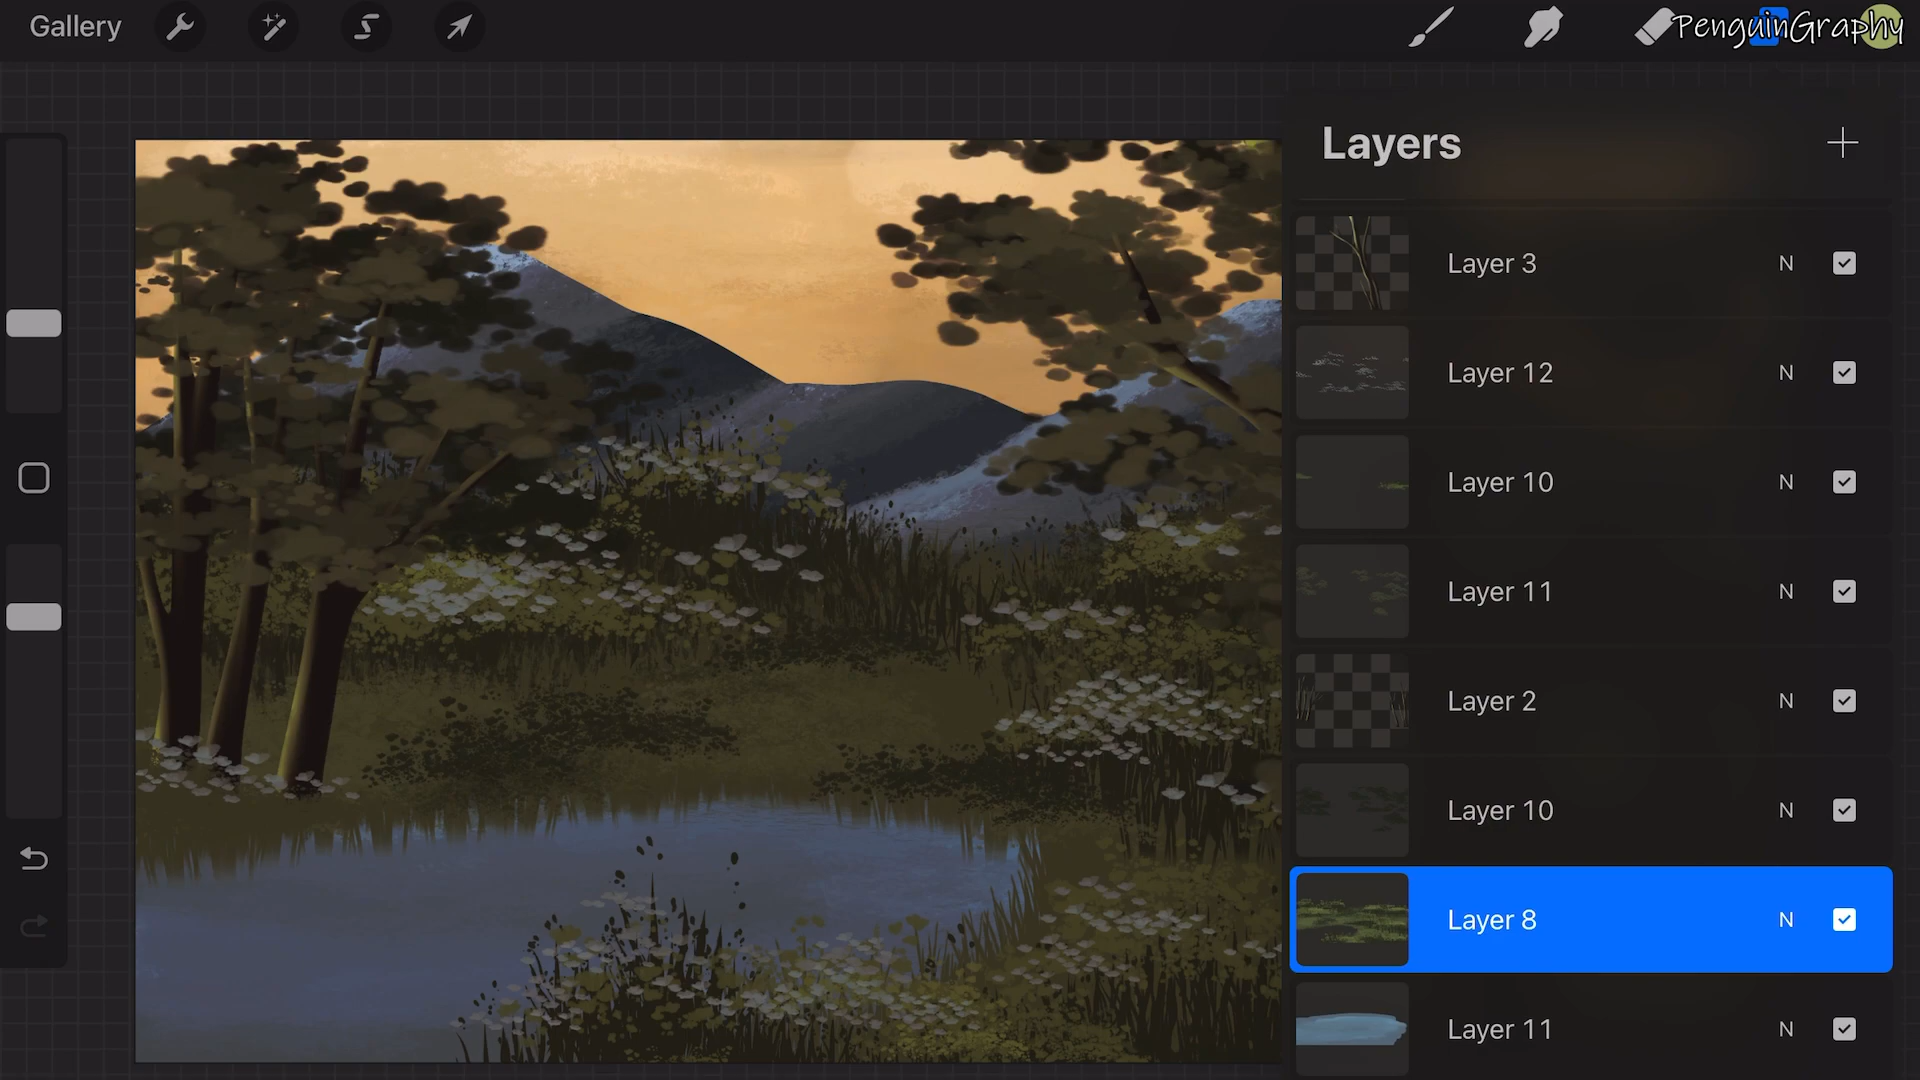 Gallery
PenguinGraphy
Layers
Layer 3 N
Layer 12 N
Layer 10 N
Layer 11 N
Layer 2 N
Layer 10 N
Layer 8 N
Layer 11 N